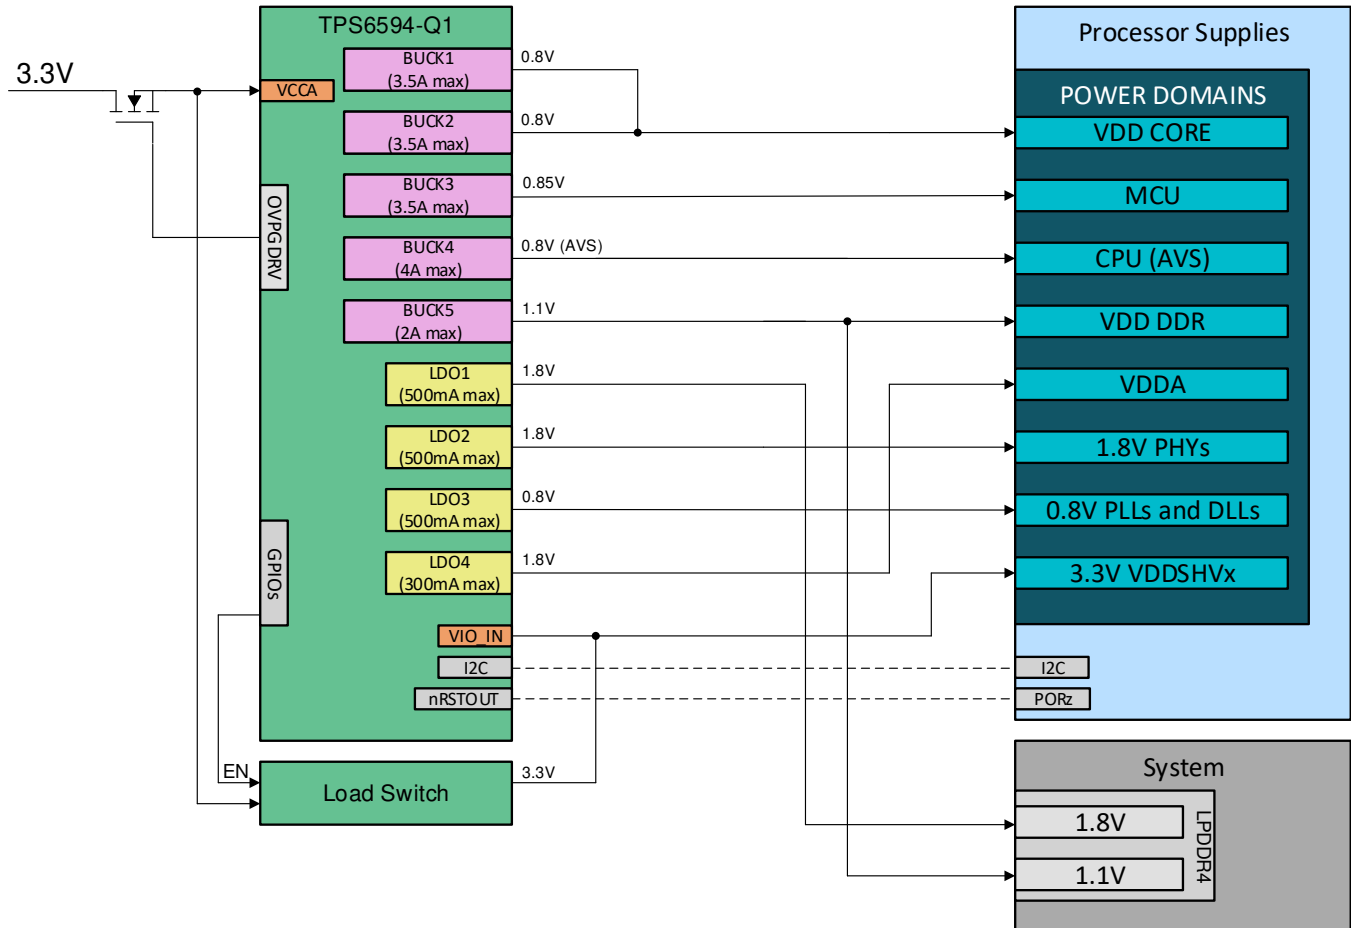 3.3V
TPS6594-Q1
VCCA
OVPGDRV
GPIOs
BUCK1
(3.5A max)
0.8V
BUCK2
(3.5A max)
0.8V
BUCK3
(3.5A max)
0.85V
BUCK4
(4A max)
0.8V (AVS)
BUCK5
(2A max)
1.1V
LDO1
(500mA max)
1.8V
LDO2
(500mA max)
1.8V
LDO3
(500mA max)
0.8V
LDO4
(300mA max)
1.8V
VIO_IN
I2C
nRSTOUT
EN
Load Switch
3.3V
Processor Supplies
POWER DOMAINS
VDD CORE
MCU
CPU (AVS)
VDD DDR
VDDA
1.8V PHYs
0.8V PLLs and DLLs
3.3V VDDSHVx
I2C
PORz
System
1.8V
1.1V
LPDDR4